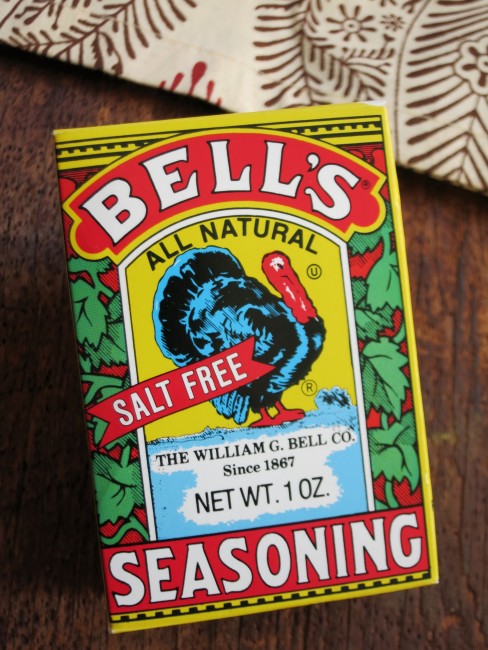 BELL'S®
ALL NATURAL
Ⓤ
SALT FREE
®
THE WILLIAM G. BELL CO.
Since 1867
NET WT. 1 OZ.
SEASONING